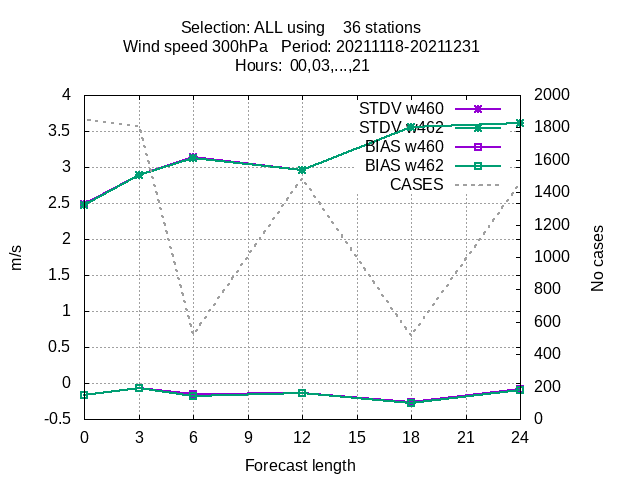 Selection: ALL using 36 stations
Wind speed 300hPa Period: 20211118-20211231
Hours: 00,03,...,21
STDV w460
STDV w462
BIAS w460
BIAS w462
CASES
4
3.5
3
2.5
2
1.5
1
0.5
0
-0.5
m/s
2000
1800
1600
1400
1200
1000
800
600
400
200
0
No cases
0 3 6 9 12 15 18 21 24
Forecast length